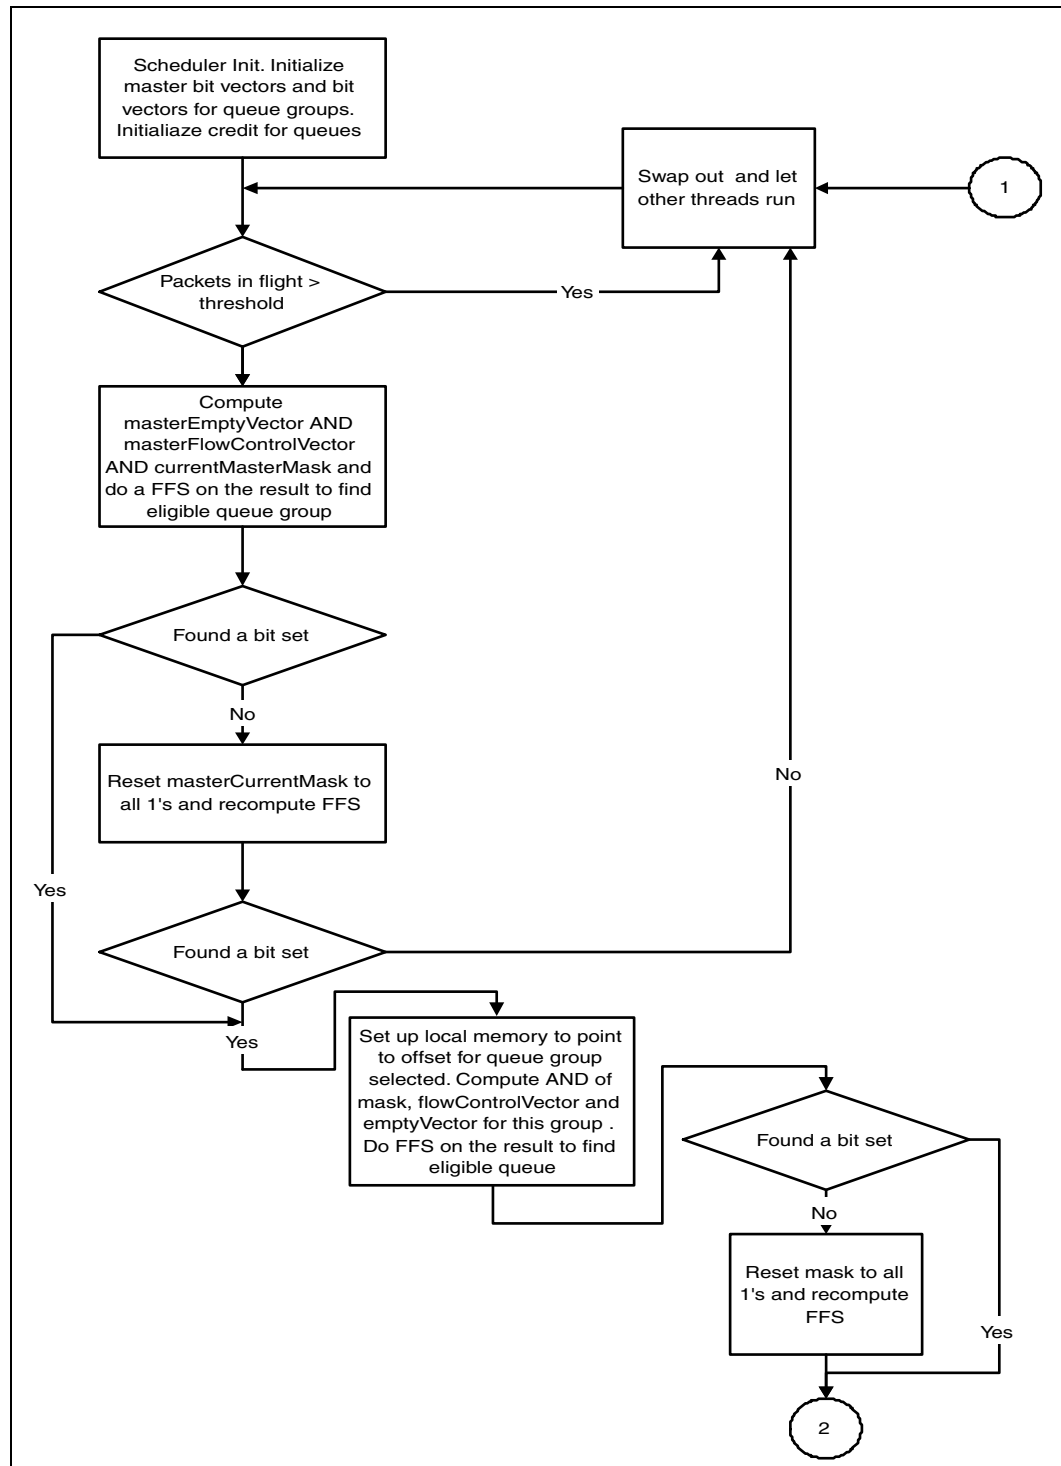 Scheduler Init. Initialize
master bit vectors and bit
vectors for queue groups.
Initialiaze credit for queues
Swap out and let
other threads run
1
Packets in flight >
threshold
Yes
Compute
masterEmptyVector AND
masterFlowControlVector
AND currentMasterMask and
do a FFS on the result to find
eligible queue group
Found a bit set
No
Reset masterCurrentMask to
all 1's and recompute FFS
No
Yes
Found a bit set
Yes
Set up local memory to point
to offset for queue group
selected. Compute AND of
mask, flowControlVector and
emptyVector for this group .
Do FFS on the result to find
eligible queue
Found a bit set
No
Reset mask to all
1's and recompute
FFS
Yes
2